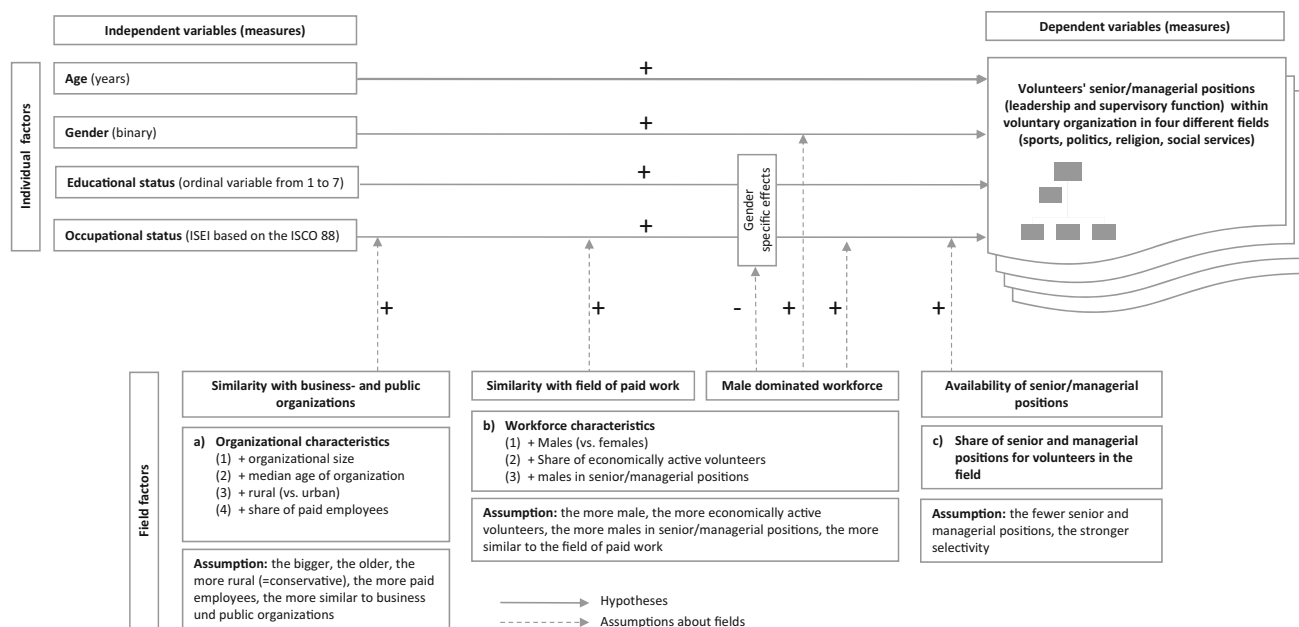 Independent variables (measures)
Dependent variables (measures)
Individual factors
Age (years)
+
Gender (binary)
+
Educational status (ordinal variable from 1 to 7)
+
Occupational status (ISEI based on the ISCO 88)
+
Gender
specific effects
Volunteers' senior/managerial positions
(leadership and supervisory function) within
voluntary organization in four different fields
(sports, politics, religion, social services)
+
+
-
+
+
+
Field factors
Similarity with business- and public
organizations
a) Organizational characteristics
(1) + organizational size
(2) + median age of organization
(3) + rural (vs. urban)
(4) + share of paid employees
Assumption: the bigger, the older, the
more rural (=conservative), the more paid
employees, the more similar to business
und public organizations
Similarity with field of paid work
Male dominated workforce
b) Workforce characteristics
(1) + Males (vs. females)
(2) + Share of economically active volunteers
(3) + males in senior/managerial positions
Assumption: the more male, the more economically active
volunteers, the more males in senior/managerial positions, the more
similar to the field of paid work
Availability of senior/managerial
positions
c) Share of senior and managerial
positions for volunteers in the
field
Assumption: the fewer senior and
managerial positions, the stronger
selectivity
Hypotheses
Assumptions about fields